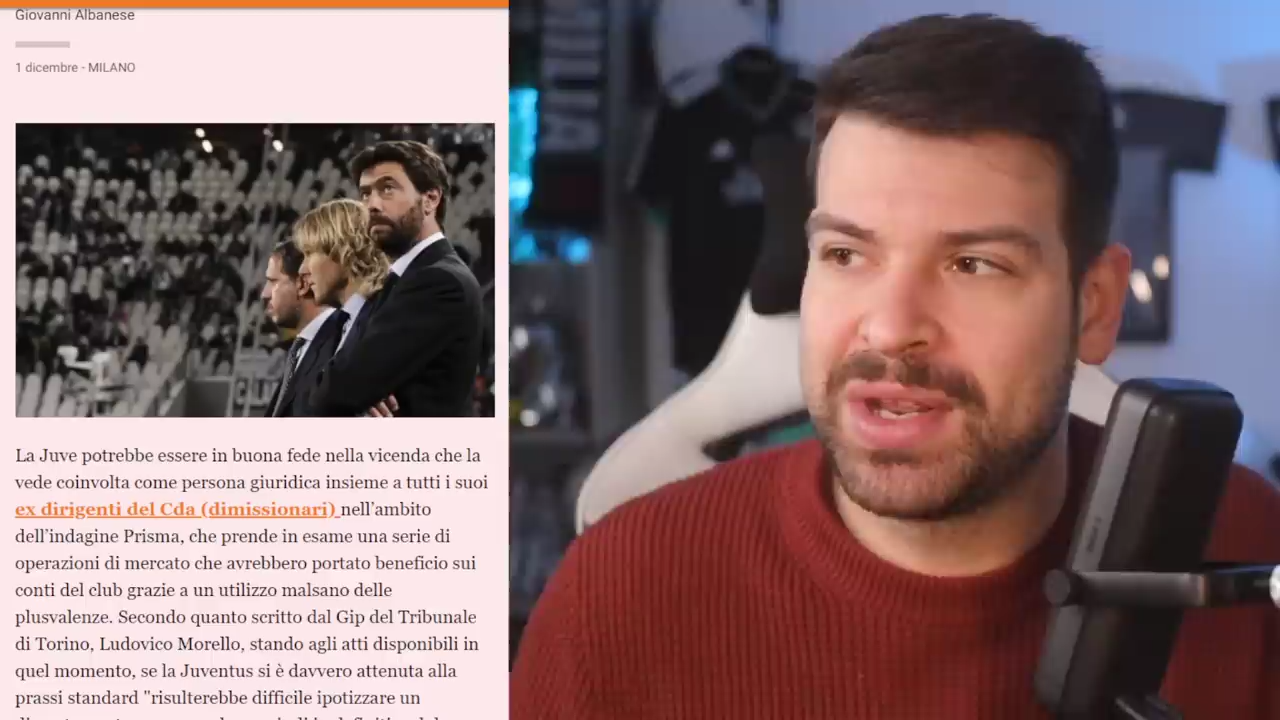 Giovanni Albanese
1 dicembre - MILANO
La Juve potrebbe essere in buona fede nella vicenda che la
vede coinvolta come persona giuridica insieme a tutti i suoi
ex dirigenti del Cda (dimissionari) nell'ambito
dell'indagine Prisma, che prende in esame una serie di
operazioni di mercato che avrebbero portato beneficio sui
conti del club grazie a un utilizzo malsano delle
plusvalenze. Secondo quanto scritto dal Gip del Tribunale
di Torino, Ludovico Morello, stando agli atti disponibili in
quel momento, se la Juventus si è davvero attenuta alla
prassi standard "risulterebbe difficile ipotizzare un